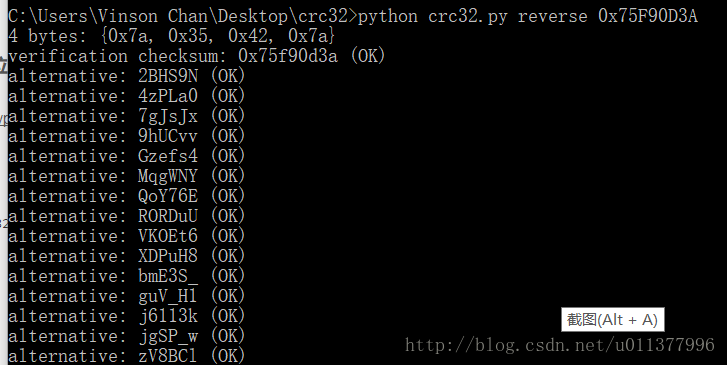 C:\Users\Vinson Chan\Desktop\crc32>python crc32.py reverse 0x75F90D3A
4 bytes: {0x7a, 0x35, 0x42, 0x7a}
verification checksum: 0x75f90d3a (OK)
alternative: 2BHS9N (OK)
alternative: 4zPLa0 (OK)
alternative: 7gJsJx (OK)
alternative: 9hUCvv (OK)
alternative: Gzefs4 (OK)
alternative: MqgWNY (OK)
alternative: QoY76E (OK)
alternative: RORDuU (OK)
alternative: VKOEt6 (OK)
alternative: XDPuH8 (OK)
alternative: bmE3S_ (OK)
alternative: guV_Hl (OK)
alternative: j6ll3k (OK)
alternative: jgSP_w (OK)
alternative: zV8BCl (OK)
截图(Alt + A)
http://blog.csdn.net/u011377996